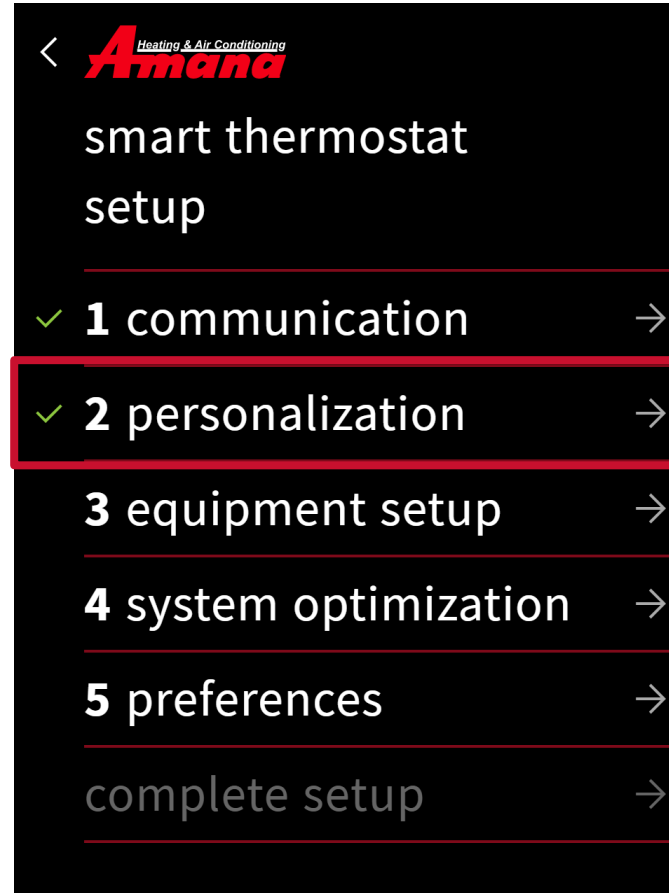 Heating & Air Conditioning
Amana
smart thermostat
setup
1 communication
2 personalization
3 equipment setup
4 system optimization
5 preferences
complete setup